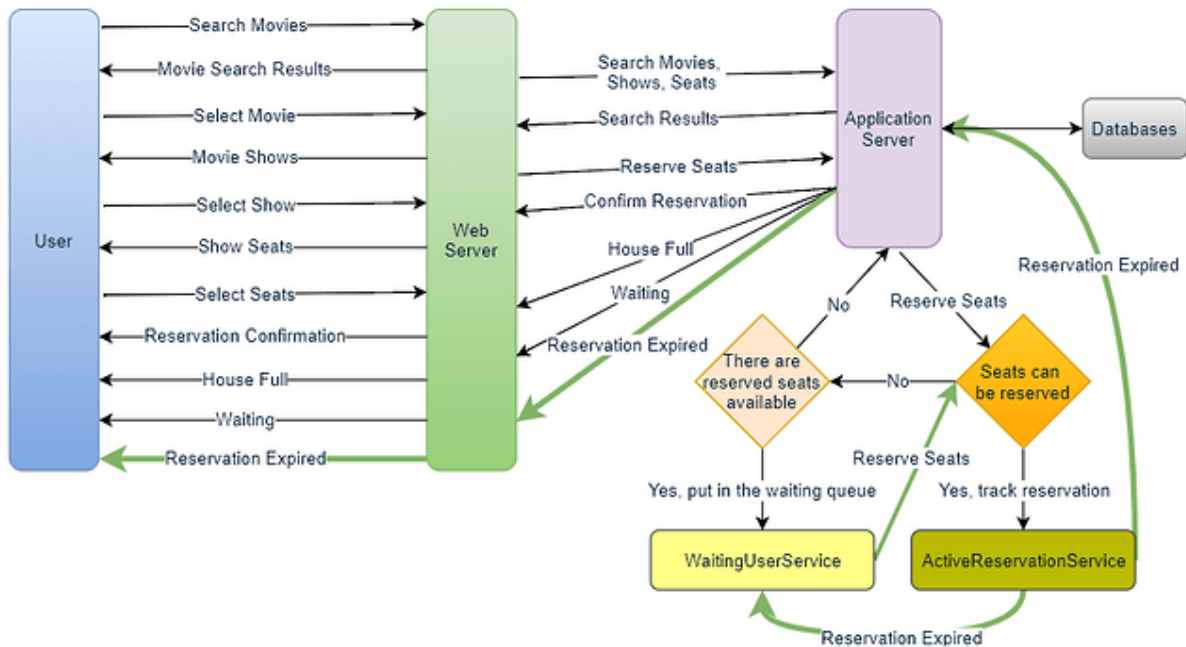 Search Movies
Movie Search Results
Select Movie
Movie Shows
Select Show
Show Seats
Select Seats
Reservation Confirmation
House Full
Waiting
Reservation Expired
User
Web
Server
Search Movies,
Shows, Seats
Search Results
Reserve Seats
Confirm Reservation
House Full
Waiting
Reservation Expired
Application
Server
Databases
Reservation Expired
No
Reserve Seats
There are
reserved seats
available
No
Seats can
be reserved
Reserve Seats
Yes, put in the waiting queue
Yes, track reservation
WaitingUserService
ActiveReservationService
Reservation Expired